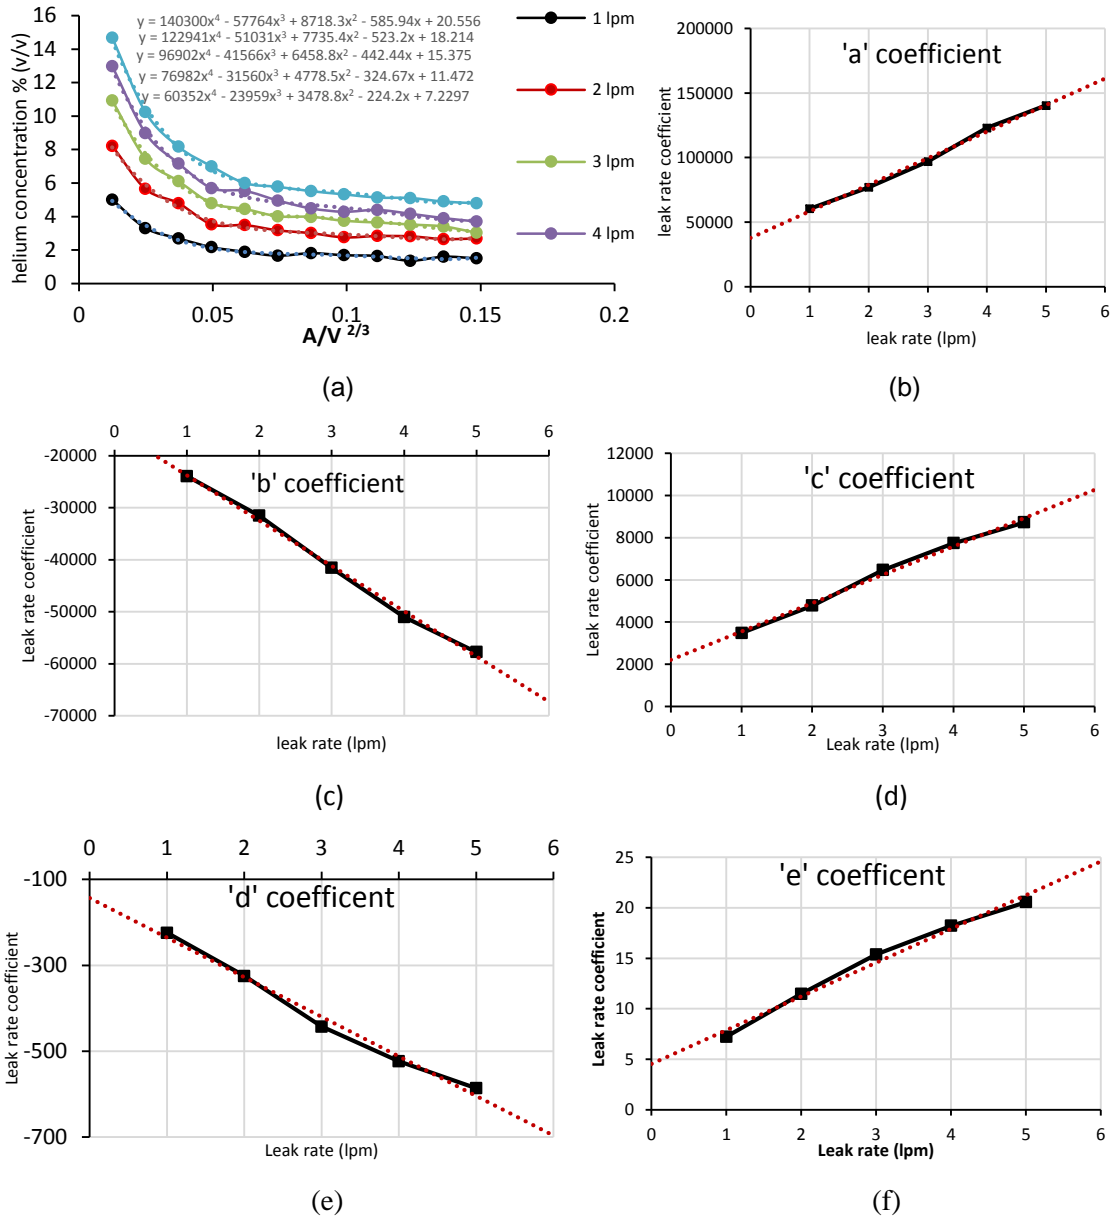 y = 140300x⁴ - 57764x³ + 8718.3x² - 585.94x + 20.556
y = 122941x⁴ - 51031x³ + 7735.4x² - 523.2x + 18.214
y = 96902x⁴ - 41566x³ + 6458.8x² - 442.44x + 15.375
y = 76982x⁴ - 31560x³ + 4778.5x² - 324.67x + 11.472
y = 60352x⁴ - 23959x³ + 3478.8x² - 224.2x + 7.2297
helium concentration % (v/v)
16
14
12
10
8
6
4
2
0
0 0.05 0.1 0.15 0.2
A/V ²/³
1 lpm
2 lpm
3 lpm
4 lpm
(a)
'a' coefficient
leak rate coefficient
200000
150000
100000
50000
0
0 1 2 3 4 5 6
leak rate (lpm)
(b)
0 1 2 3 4 5 6
'b' coefficient
Leak rate coefficient
-20000
-30000
-40000
-50000
-60000
-70000
leak rate (lpm)
(c)
'c' coefficient
Leak rate coefficient
12000
10000
8000
6000
4000
2000
0
0 1 2 3 4 5 6
Leak rate (lpm)
(d)
0 1 2 3 4 5 6
'd' coefficent
Leak rate coefficient
-100
-300
-500
-700
Leak rate (lpm)
(e)
'e' coefficent
Leak rate coefficient
25
20
15
10
5
0
0 1 2 3 4 5 6
Leak rate (lpm)
(f)